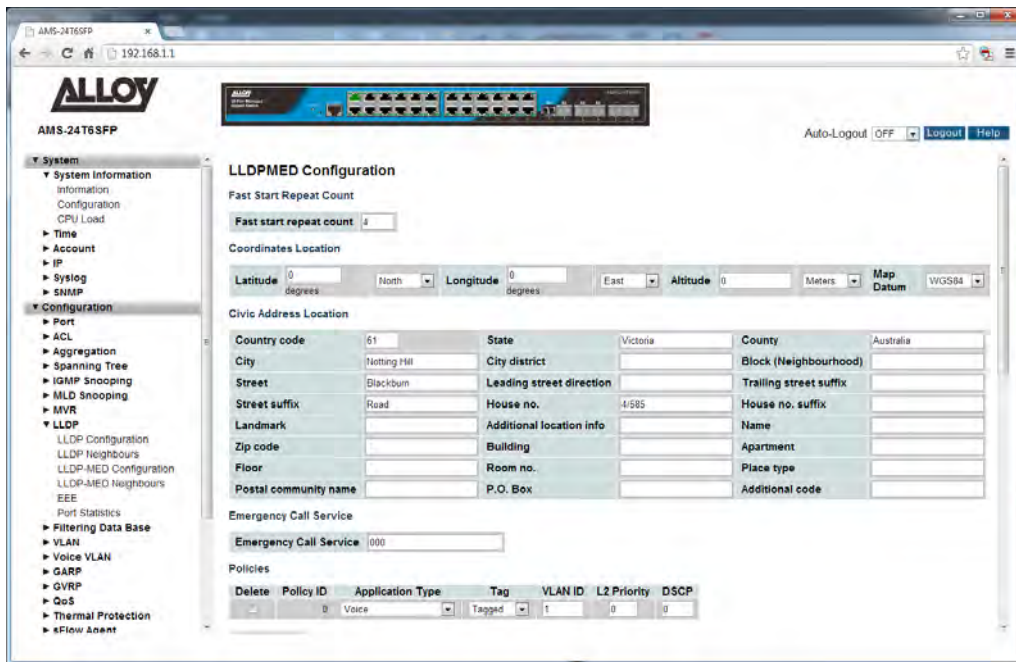 AMS-24T6SFP
192.168.1.1
ALLOY
ALLOY
AMS-24T6SFP
Auto-Logout OFF Logout Help
System
System Information
Information
Configuration
CPU Load
Time
Account
IP
Syslog
SNMP
Configuration
Port
ACL
Aggregation
Spanning Tree
IGMP Snooping
MLD Snooping
MVR
LLDP
LLDP Configuration
LLDP Neighbours
LLDP-MED Configuration
LLDP-MED Neighbours
EEE
Port Statistics
Filtering Data Base
VLAN
Voice VLAN
GARP
GVRP
QoS
Thermal Protection
sFlow Agent
LLDPMED Configuration
Fast Start Repeat Count
Fast start repeat count 4
Coordinates Location
Latitude 0 degrees North Longitude 0 degrees East Altitude 0 Meters Map Datum WGS84
Civic Address Location
Country code 61 State Victoria County Australia
City Notting Hill City district Block (Neighbourhood)
Street Blackburn Leading street direction Trailing street suffix
Street suffix Road House no. 4/585 House no. suffix
Landmark Additional location info Name
Zip code Building Apartment
Floor Room no. Place type
Postal community name P.O. Box Additional code
Emergency Call Service
Emergency Call Service 000
Policies
Delete Policy ID Application Type Tag VLAN ID L2 Priority DSCP
0 Voice Tagged 1 0 0